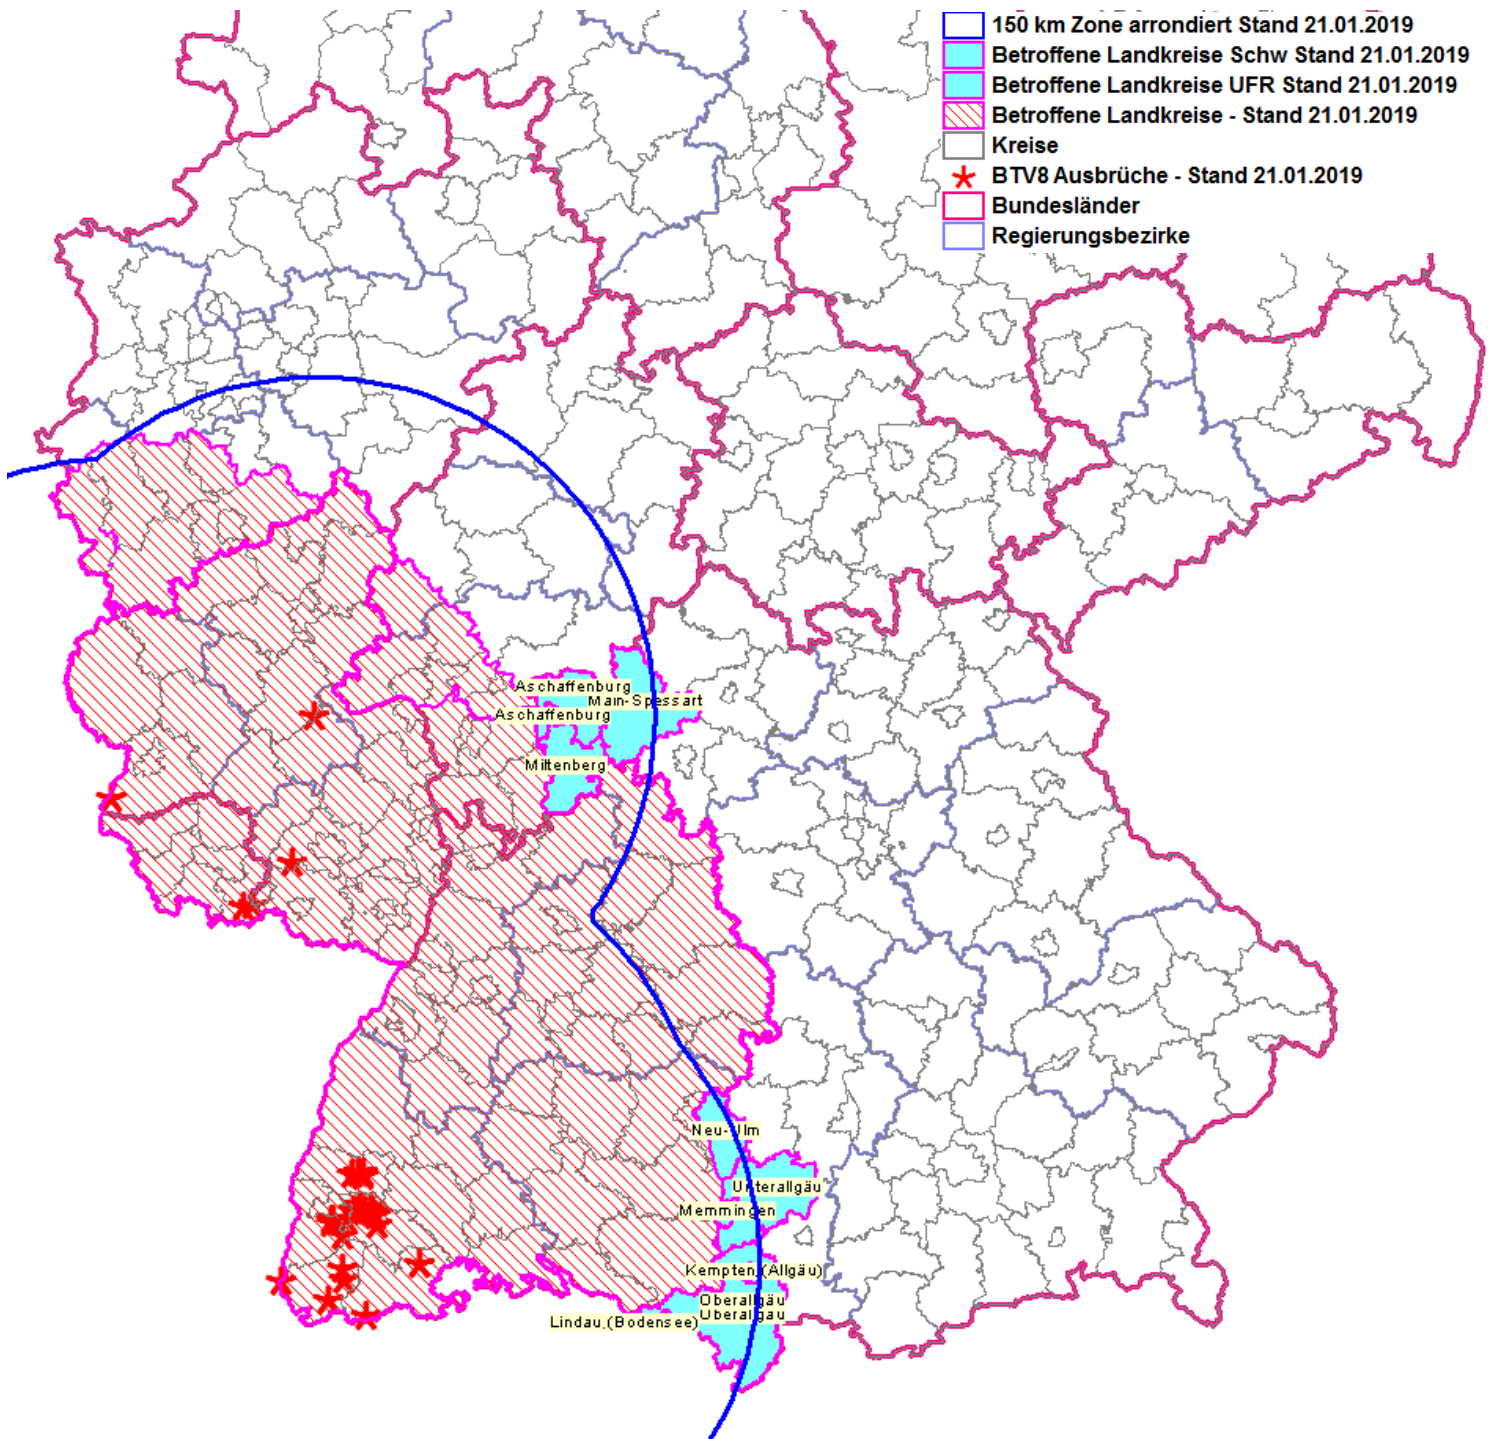 150 km Zone arrondiert Stand 21.01.2019
Betroffene Landkreise Schw Stand 21.01.2019
Betroffene Landkreise UFR Stand 21.01.2019
Betroffene Landkreise - Stand 21.01.2019
Kreise
BTV8 Ausbrüche - Stand 21.01.2019
Bundesländer
Regierungsbezirke
Aschaffenburg
Main-Spessart
Aschaffenburg
Miltenberg
Neu-Ulm
Unterallgäu
Memmingen
Kempten (Allgäu)
Oberallgäu
Oberallgäu
Lindau (Bodensee)